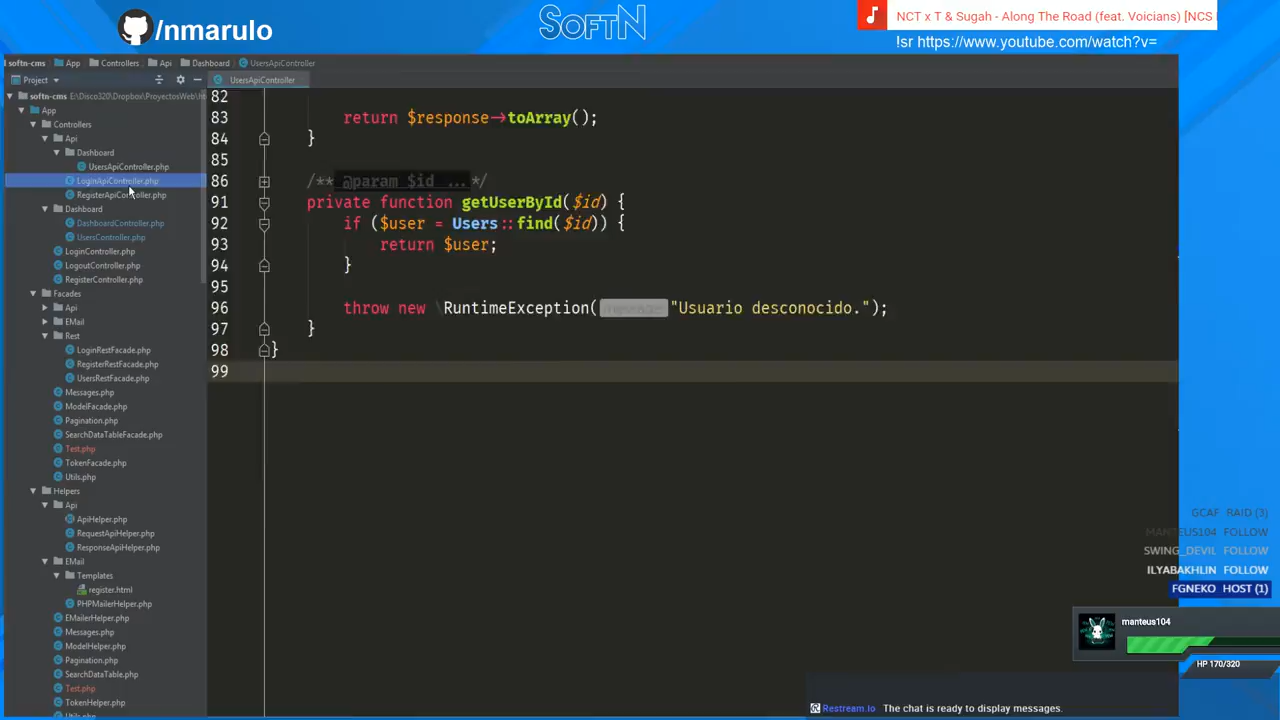 /nmarulo
SOFTN
NCT x T & Sugah - Along The Road (feat. Voicians) [NCS
!sr https://www.youtube.com/watch?v=
softn-cms
App
Controllers
Api
Dashboard
UsersApiController
Project
UsersApiController
softn-cms E:\Disco320\Dropbox\ProyectosWeb\ht
App
Controllers
Api
Dashboard
UsersApiController.php
LoginApiController.php
RegisterApiController.php
Dashboard
DashboardController.php
UsersController.php
LoginController.php
LogoutController.php
RegisterController.php
Facades
Api
EMail
Rest
LoginRestFacade.php
RegisterRestFacade.php
UsersRestFacade.php
Messages.php
ModelFacade.php
Pagination.php
SearchDataTableFacade.php
Test.php
TokenFacade.php
Utils.php
Helpers
Api
ApiHelper.php
RequestApiHelper.php
ResponseApiHelper.php
EMail
Templates
register.html
PHPMailerHelper.php
EMailerHelper.php
Messages.php
ModelHelper.php
Pagination.php
SearchDataTable.php
Test.php
TokenHelper.php
Utils.php
82
83 return $response->toArray();
84 }
85
86 /** @param $id ...*/
91 private function getUserById($id) {
92 if ($user = Users::find($id)) {
93 return $user;
94 }
95
96 throw new \RuntimeException( "Usuario desconocido.");
97 }
98 }
99
GCAF RAID (3)
MANTEUS104 FOLLOW
SWING_DEVIL FOLLOW
ILYABAKHLIN FOLLOW
FGNEKO HOST (1)
manteus104
HP 170/320
Restream.io The chat is ready to display messages.